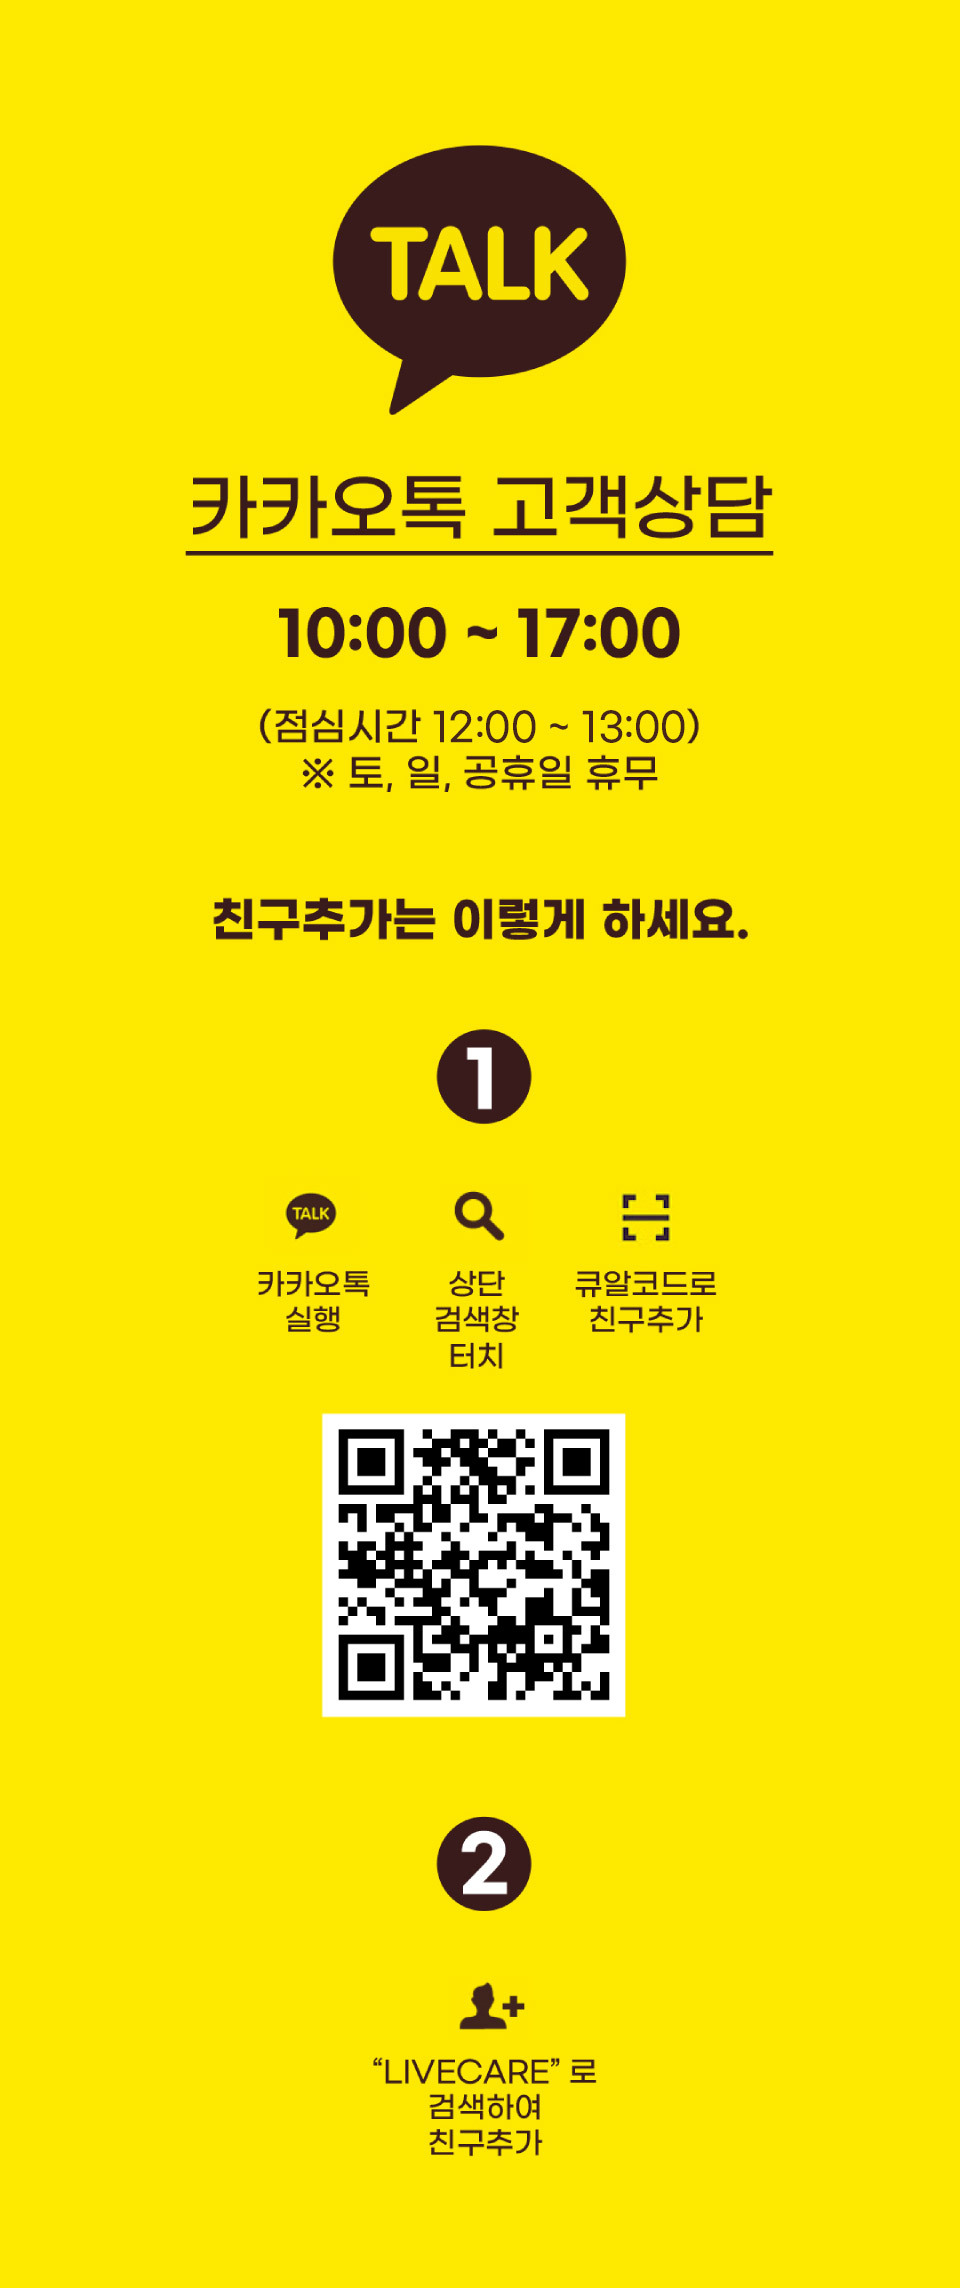 TALK
카카오톡 고객상담
10:00 ~ 17:00
(점심시간 12:00 ~ 13:00)
※ 토, 일, 공휴일 휴무
친구추가는 이렇게 하세요.
1
TALK
카카오톡
실행
상단
검색창
터치
큐알코드로
친구추가
2
“LIVECARE” 로
검색하여
친구추가